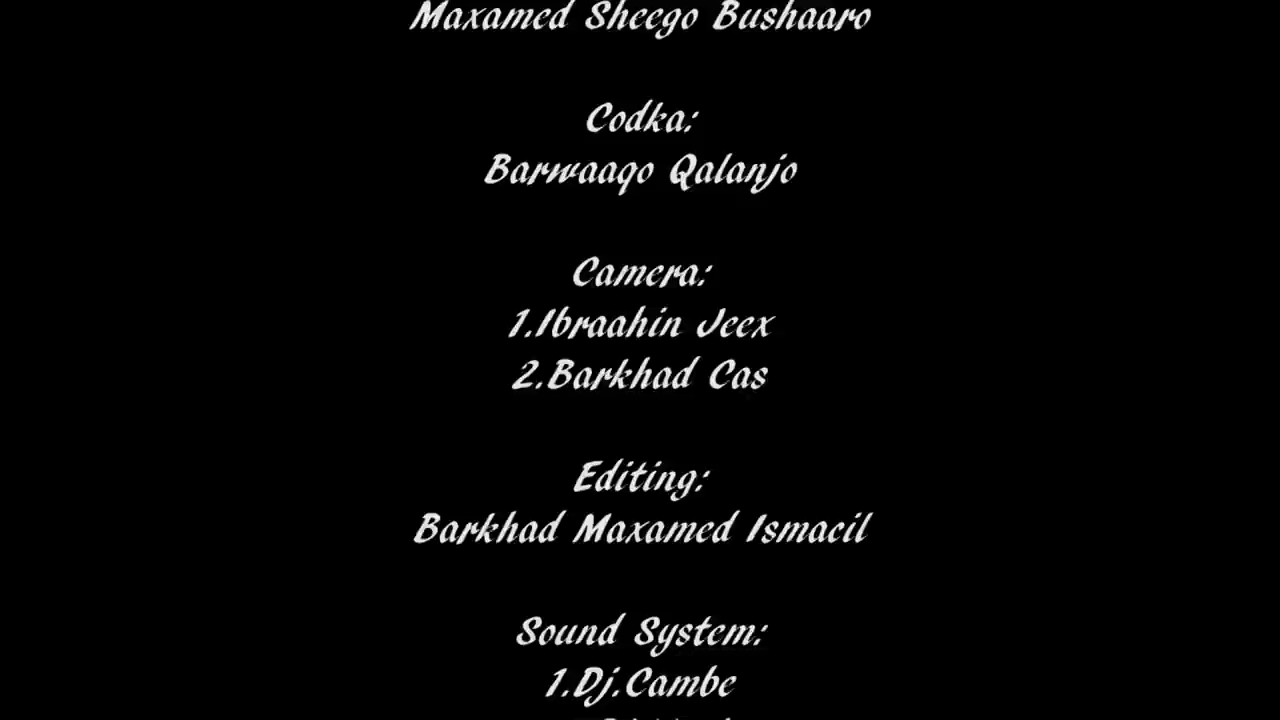 Maxamed Sheego Bushaaro
Codka:
Barwaaqo Qalanjo
Camera:
1.Ibraahin Jeex
2.Barkhad Cas
Editing:
Barkhad Maxamed Ismacil
Sound System:
1.Dj.Cambe